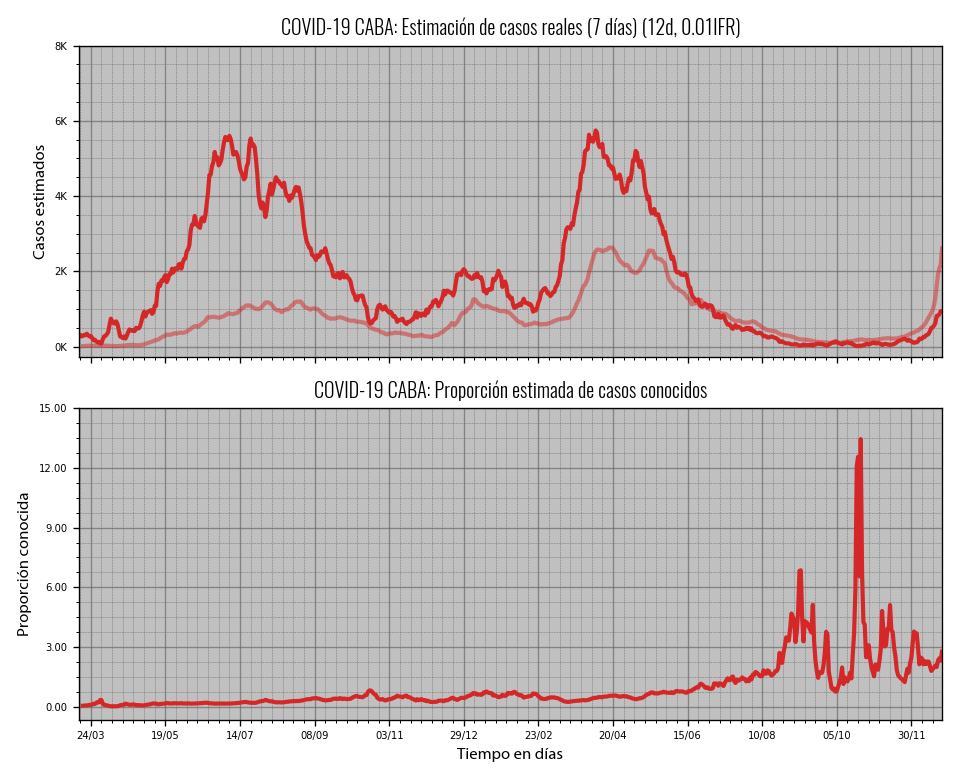 COVID-19 CABA: Estimación de casos reales (7 días) (12d, 0.01IFR)
8K
6K
4K
2K
0K
Casos estimados
COVID-19 CABA: Proporción estimada de casos conocidos
15.00
12.00
9.00
6.00
3.00
0.00
Proporción conocida
24/03 19/05 14/07 08/09 03/11 29/12 23/02 20/04 15/06 10/08 05/10 30/11
Tiempo en días